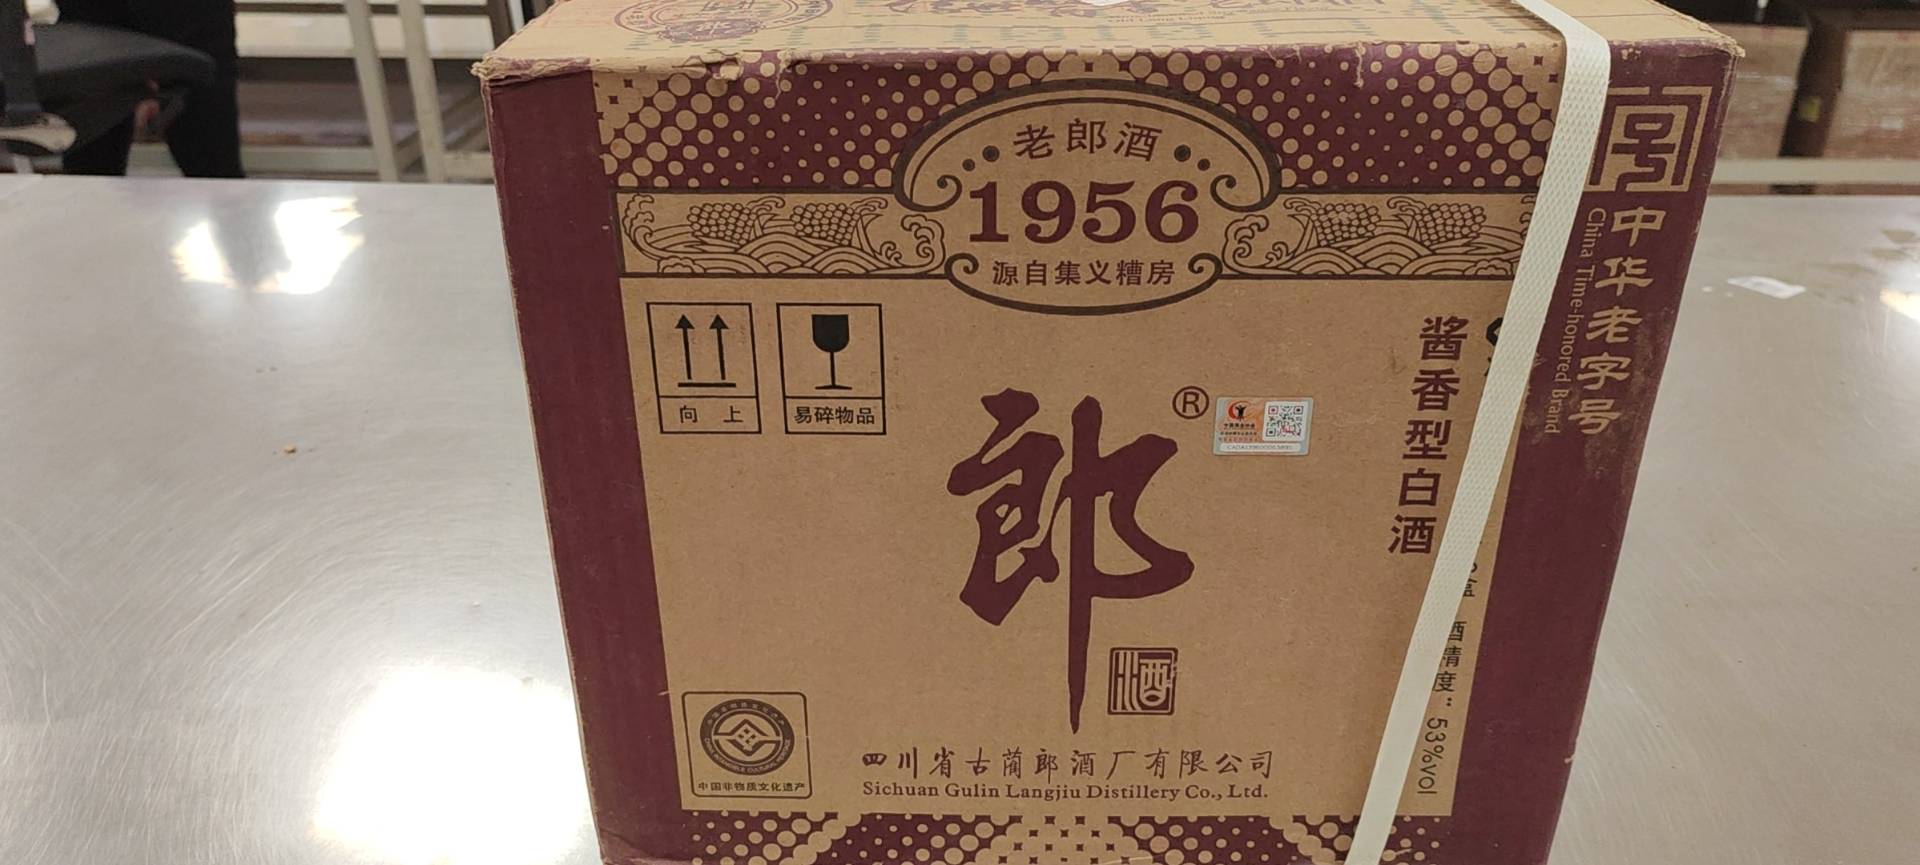 老郎酒
1956
源自集义糟房
向 上
易碎物品
郎
®
酒
酱香型白酒
酒精度：53%vol
中华老字号
China Time-honored Brand
中国非物质文化遗产
四川省古蔺郎酒厂有限公司
Sichuan Gulin Langjiu Distillery Co., Ltd.